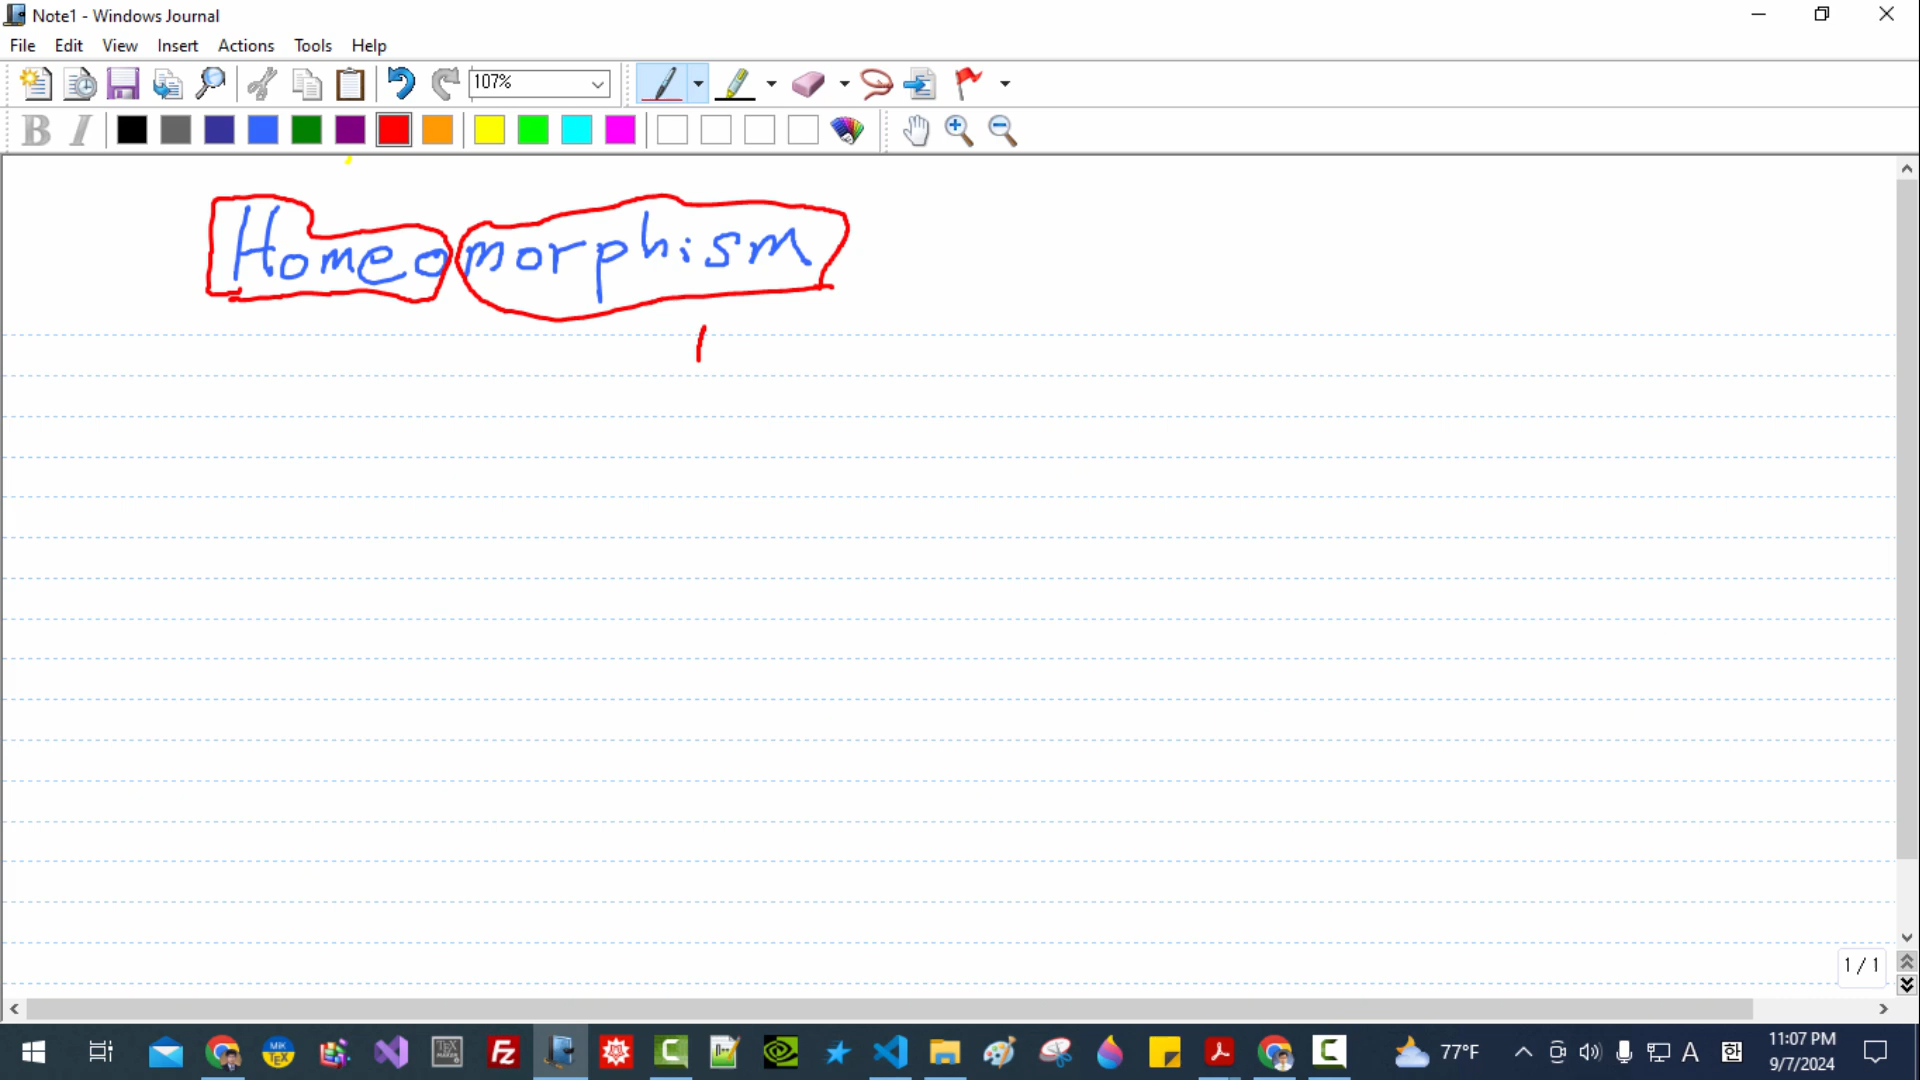 Note1 - Windows Journal
File Edit View Insert Actions Tools Help
107%
B I
Homeomorphism
1 / 1
77°F A 한 11:07 PM
9/7/2024